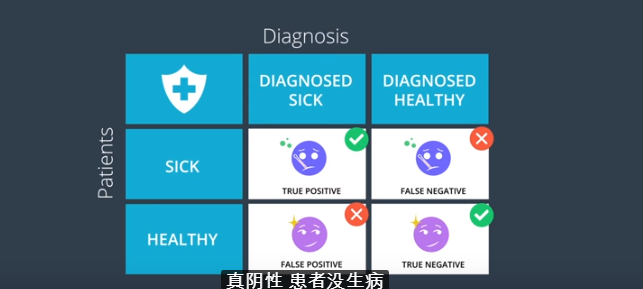 Diagnosis
DIAGNOSED
SICK
DIAGNOSED
HEALTHY
Patients
SICK
TRUE POSITIVE
FALSE NEGATIVE
HEALTHY
FALSE POSITIVE
TRUE NEGATIVE
真阴性 患者没生病